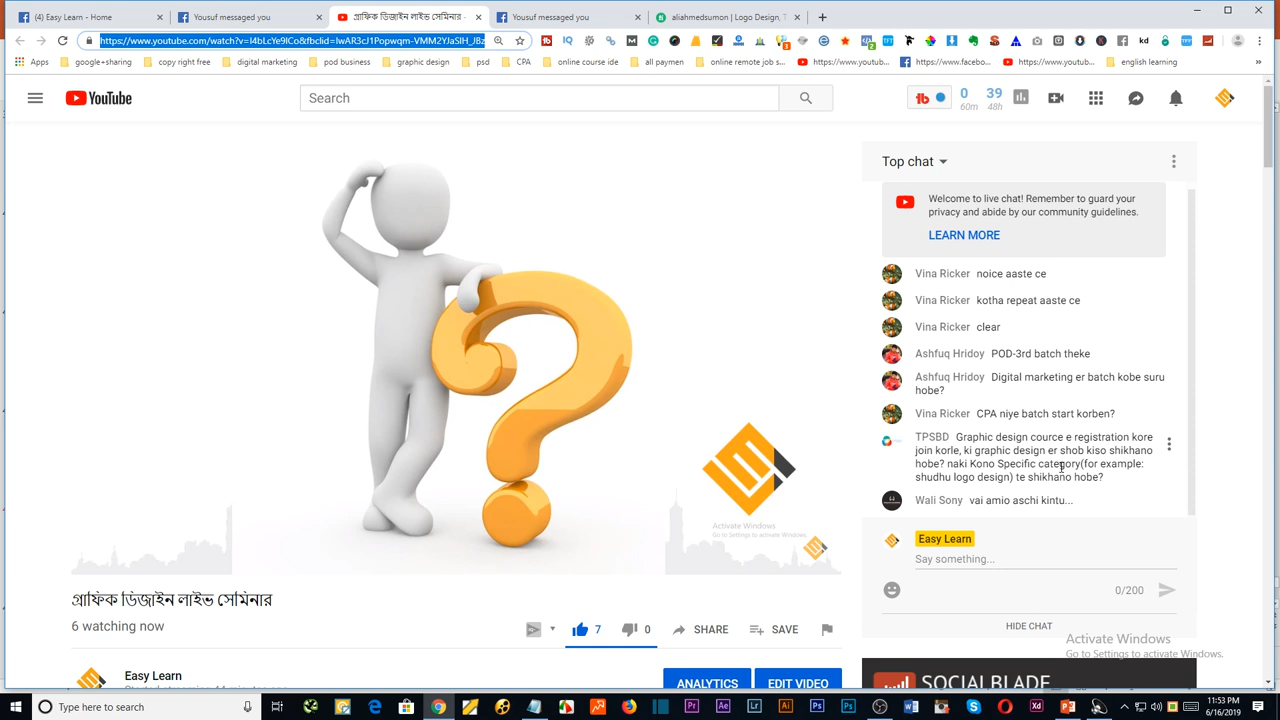 (4) Easy Learn - Home
Yousuf messaged you
গ্রাফিক ডিজাইন লাইভ সেমিনার -
Yousuf messaged you
aliahmedsumon | Logo Design, T
https://www.youtube.com/watch?v=I4bLcYe9ICo&fbclid=IwAR3cJ1Popwqm-VMM2YJaSIH_JBz
Apps
google+sharing
copy right free
digital marketing
pod business
graphic design
psd
CPA
online course ide
all paymen
online remote job s
https://www.youtub
https://www.facebo
https://www.youtub
english learning
YouTube
Search
0
60m
39
48h
Top chat
Welcome to live chat! Remember to guard your
privacy and abide by our community guidelines.
LEARN MORE
Vina Ricker noice aaste ce
Vina Ricker kotha repeat aaste ce
Vina Ricker clear
Ashfuq Hridoy POD-3rd batch theke
Ashfuq Hridoy Digital marketing er batch kobe suru
hobe?
Vina Ricker CPA niye batch start korben?
TPSBD Graphic design cource e registration kore
join korle, ki graphic design er shob kiso shikhano
hobe? naki Kono Specific category(for example:
shudhu logo design) te shikhano hobe?
Wali Sony vai amio aschi kintu...
Easy Learn
Say something...
0/200
HIDE CHAT
Activate Windows
Go to Settings to activate Windows.
গ্রাফিক ডিজাইন লাইভ সেমিনার
6 watching now
7
0
SHARE
SAVE
Easy Learn
ANALYTICS
EDIT VIDEO
Activate Windows
Go to Settings to activate Windows.
SOCIALBLADE
Type here to search
11:53 PM
6/16/2019